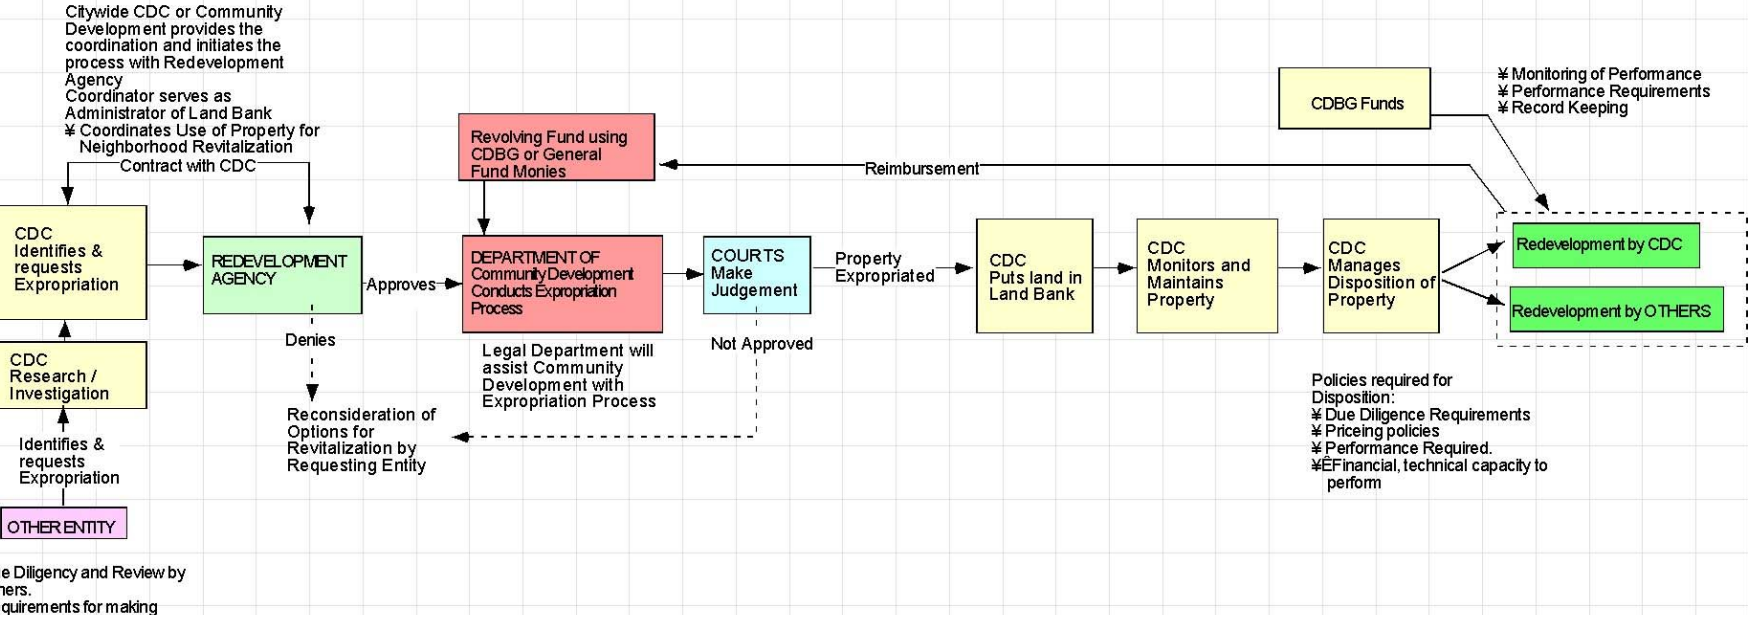 Citywide CDC or Community
Development provides the
coordination and initiates the
process with Redevelopment
Agency
Coordinator serves as
Administrator of Land Bank
¥ Coordinates Use of Property for
Neighborhood Revitalization
Contract with CDC
CDC
Identifies &
requests
Expropriation
CDC
Research /
Investigation
Identifies &
requests
Expropriation
OTHER ENTITY
e Diligency and Review by
ners.
quirements for making
REDEVELOPMENT
AGENCY
Approves
Denies
Reconsideration of
Options for
Revitalization by
Requesting Entity
Revolving Fund using
CDBG or General
Fund Monies
DEPARTMENT OF
Community Development
Conducts Expropriation
Process
Legal Department will
assist Community
Development with
Expropriation Process
COURTS
Make
Judgement
Not Approved
Property
Expropriated
Reimbursement
CDC
Puts land in
Land Bank
CDC
Monitors and
Maintains
Property
CDC
Manages
Disposition of
Property
CDBG Funds
¥ Monitoring of Performance
¥ Performance Requirements
¥ Record Keeping
Redevelopment by CDC
Redevelopment by OTHERS
Policies required for
Disposition:
¥ Due Diligence Requirements
¥ Priceing policies
¥ Performance Required.
¥ÊFinancial, technical capacity to
perform